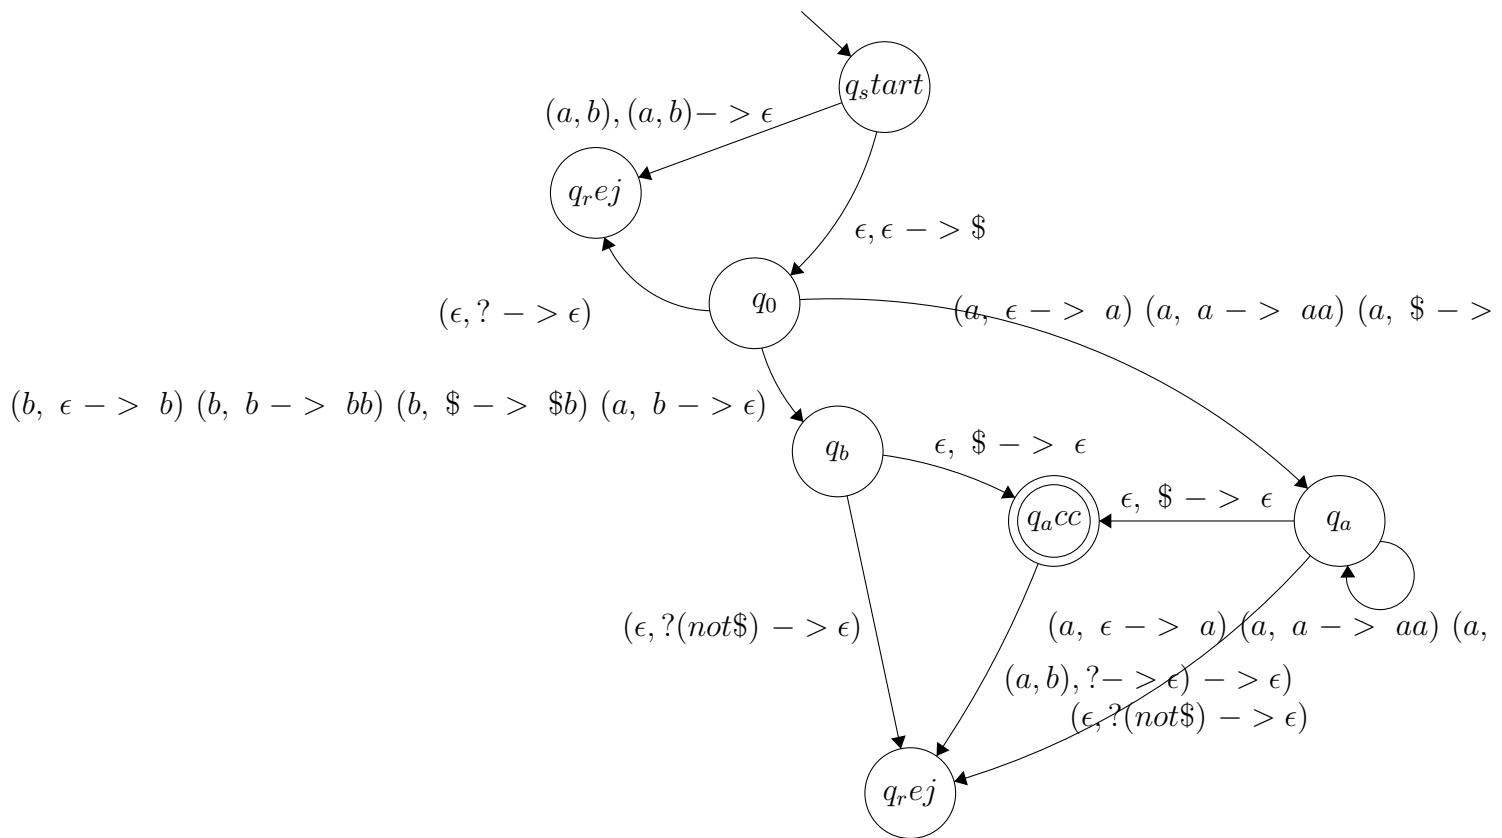 q_start
(a, b), (a, b)− > ϵ
q_rej
ϵ, ϵ − > $
q_0
(ϵ, ? − > ϵ)
(a, ϵ − > a) (a, a − > aa) (a, $ − >
(b, ϵ − > b) (b, b − > bb) (b, $ − > $b) (a, b − > ϵ)
q_b
ϵ, $ − > ϵ
q_acc
ϵ, $ − > ϵ
q_a
(ϵ, ?(not$) − > ϵ)
(a, ϵ − > a) (a, a − > aa) (a,
(a, b), ?− > ϵ) − > ϵ)
(ϵ, ?(not$) − > ϵ)
q_rej